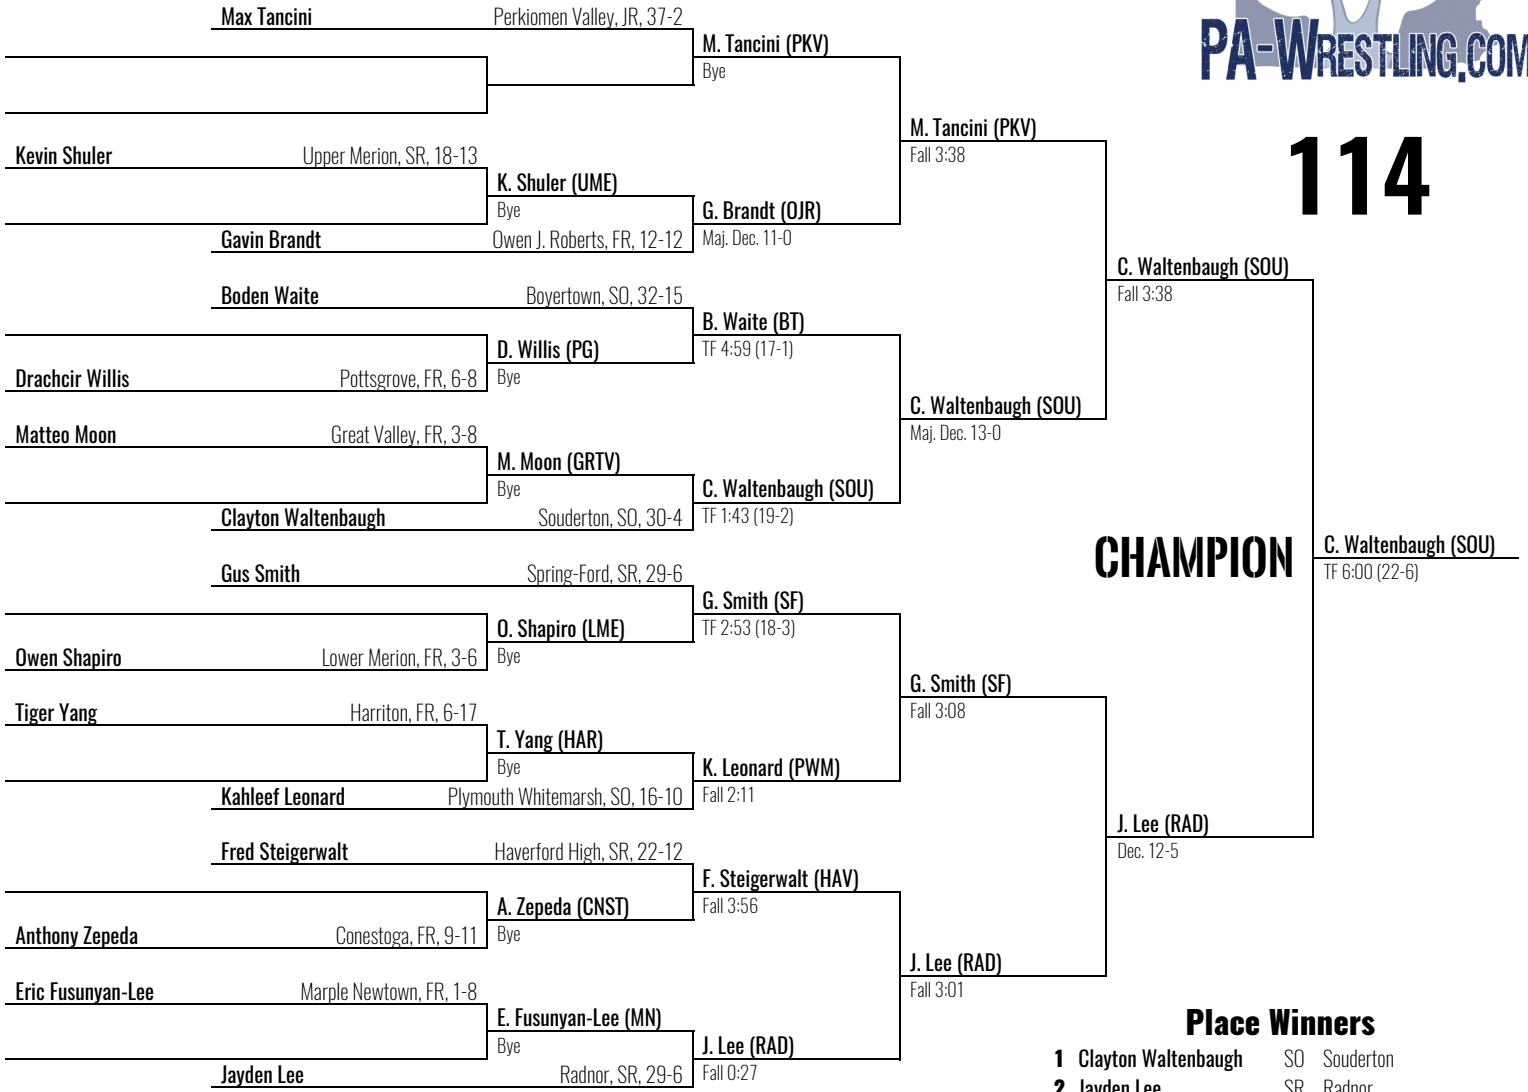 Max Tancini Perkiomen Valley, JR, 37-2
M. Tancini (PKV)
Bye
PA-WRESTLING.COM
M. Tancini (PKV)
Fall 3:38
114
Kevin Shuler Upper Merion, SR, 18-13
K. Shuler (UME)
Bye
G. Brandt (OJR)
Maj. Dec. 11-0
Gavin Brandt Owen J. Roberts, FR, 12-12
C. Waltenbaugh (SOU)
Fall 3:38
Boden Waite Boyertown, SO, 32-15
B. Waite (BT)
TF 4:59 (17-1)
D. Willis (PG)
Bye
Drachcir Willis Pottsgrove, FR, 6-8
C. Waltenbaugh (SOU)
Maj. Dec. 13-0
Matteo Moon Great Valley, FR, 3-8
M. Moon (GRTV)
Bye
C. Waltenbaugh (SOU)
TF 1:43 (19-2)
Clayton Waltenbaugh Souderton, SO, 30-4
CHAMPION
C. Waltenbaugh (SOU)
TF 6:00 (22-6)
Gus Smith Spring-Ford, SR, 29-6
G. Smith (SF)
TF 2:53 (18-3)
O. Shapiro (LME)
Bye
Owen Shapiro Lower Merion, FR, 3-6
G. Smith (SF)
Fall 3:08
Tiger Yang Harriton, FR, 6-17
T. Yang (HAR)
Bye
K. Leonard (PWM)
Fall 2:11
Kahleef Leonard Plymouth Whitemarsh, SO, 16-10
J. Lee (RAD)
Dec. 12-5
Fred Steigerwalt Haverford High, SR, 22-12
F. Steigerwalt (HAV)
Fall 3:56
A. Zepeda (CNST)
Bye
Anthony Zepeda Conestoga, FR, 9-11
J. Lee (RAD)
Fall 3:01
Eric Fusunyan-Lee Marple Newtown, FR, 1-8
E. Fusunyan-Lee (MN)
Bye
J. Lee (RAD)
Fall 0:27
Jayden Lee Radnor, SR, 29-6
Place Winners
1 Clayton Waltenbaugh SO Souderton
2 Jayden Lee SR Radnor